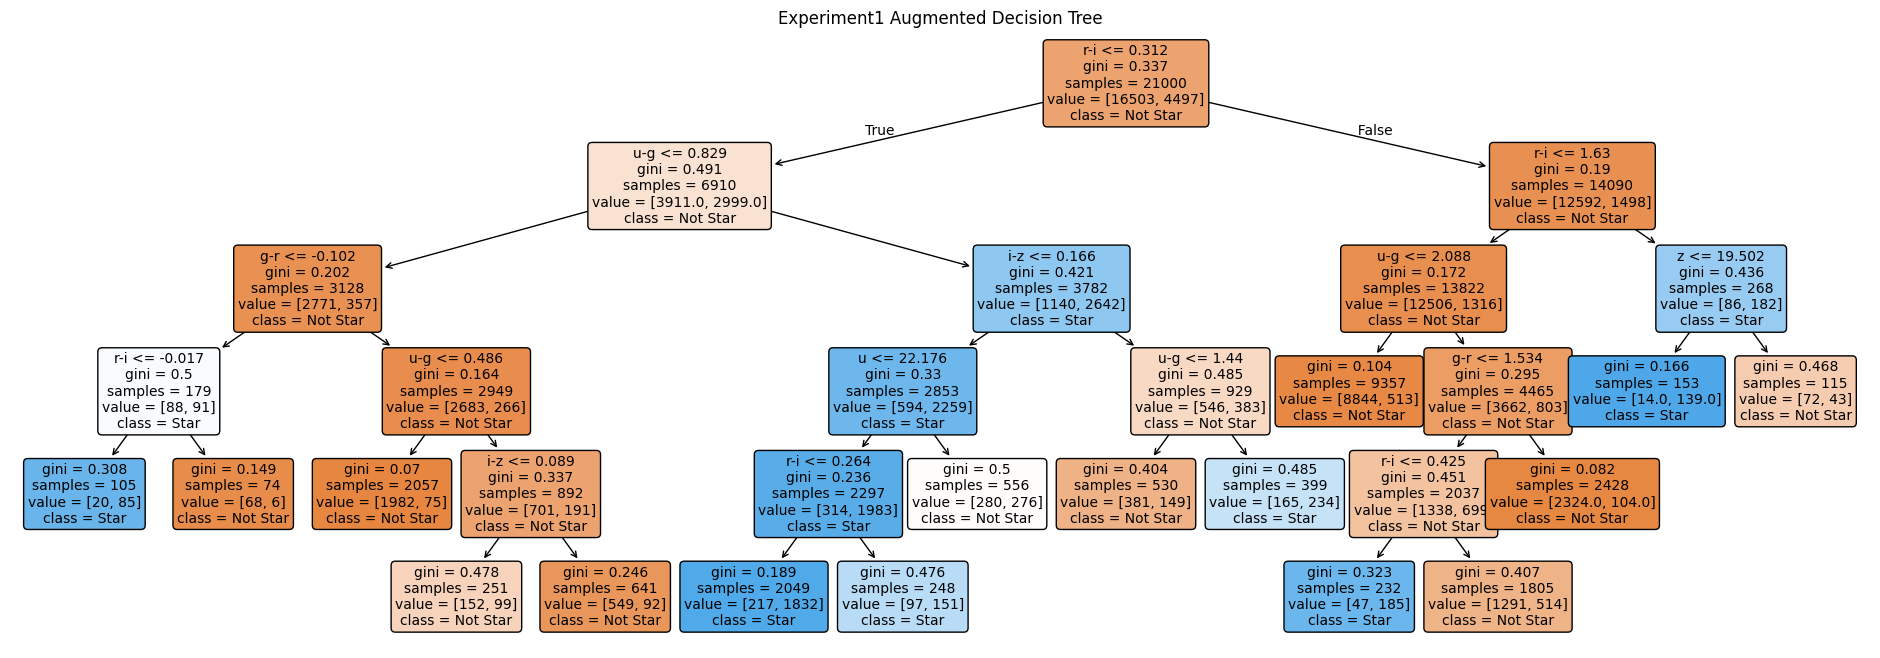 Experiment1 Augmented Decision Tree
r-i <= 0.312
gini = 0.337
samples = 21000
value = [16503, 4497]
class = Not Star
True
False
u-g <= 0.829
gini = 0.491
samples = 6910
value = [3911.0, 2999.0]
class = Not Star
r-i <= 1.63
gini = 0.19
samples = 14090
value = [12592, 1498]
class = Not Star
g-r <= -0.102
gini = 0.202
samples = 3128
value = [2771, 357]
class = Not Star
i-z <= 0.166
gini = 0.421
samples = 3782
value = [1140, 2642]
class = Star
u-g <= 2.088
gini = 0.172
samples = 13822
value = [12506, 1316]
class = Not Star
z <= 19.502
gini = 0.436
samples = 268
value = [86, 182]
class = Star
r-i <= -0.017
gini = 0.5
samples = 179
value = [88, 91]
class = Star
u-g <= 0.486
gini = 0.164
samples = 2949
value = [2683, 266]
class = Not Star
u <= 22.176
gini = 0.33
samples = 2853
value = [594, 2259]
class = Star
u-g <= 1.44
gini = 0.485
samples = 929
value = [546, 383]
class = Not Star
gini = 0.104
samples = 9357
value = [8844, 513]
class = Not Star
g-r <= 1.534
gini = 0.295
samples = 4465
value = [3662, 803]
class = Not Star
gini = 0.166
samples = 153
value = [14.0, 139.0]
class = Star
gini = 0.468
samples = 115
value = [72, 43]
class = Not Star
gini = 0.308
samples = 105
value = [20, 85]
class = Star
gini = 0.149
samples = 74
value = [68, 6]
class = Not Star
gini = 0.07
samples = 2057
value = [1982, 75]
class = Not Star
i-z <= 0.089
gini = 0.337
samples = 892
value = [701, 191]
class = Not Star
r-i <= 0.264
gini = 0.236
samples = 2297
value = [314, 1983]
class = Star
gini = 0.5
samples = 556
value = [280, 276]
class = Not Star
gini = 0.404
samples = 530
value = [381, 149]
class = Not Star
gini = 0.485
samples = 399
value = [165, 234]
class = Star
r-i <= 0.425
gini = 0.451
samples = 2037
value = [1338, 699
class = Not Star
gini = 0.082
samples = 2428
value = [2324.0, 104.0]
class = Not Star
gini = 0.478
samples = 251
value = [152, 99]
class = Not Star
gini = 0.246
samples = 641
value = [549, 92]
class = Not Star
gini = 0.189
samples = 2049
value = [217, 1832]
class = Star
gini = 0.476
samples = 248
value = [97, 151]
class = Star
gini = 0.323
samples = 232
value = [47, 185]
class = Star
gini = 0.407
samples = 1805
value = [1291, 514]
class = Not Star